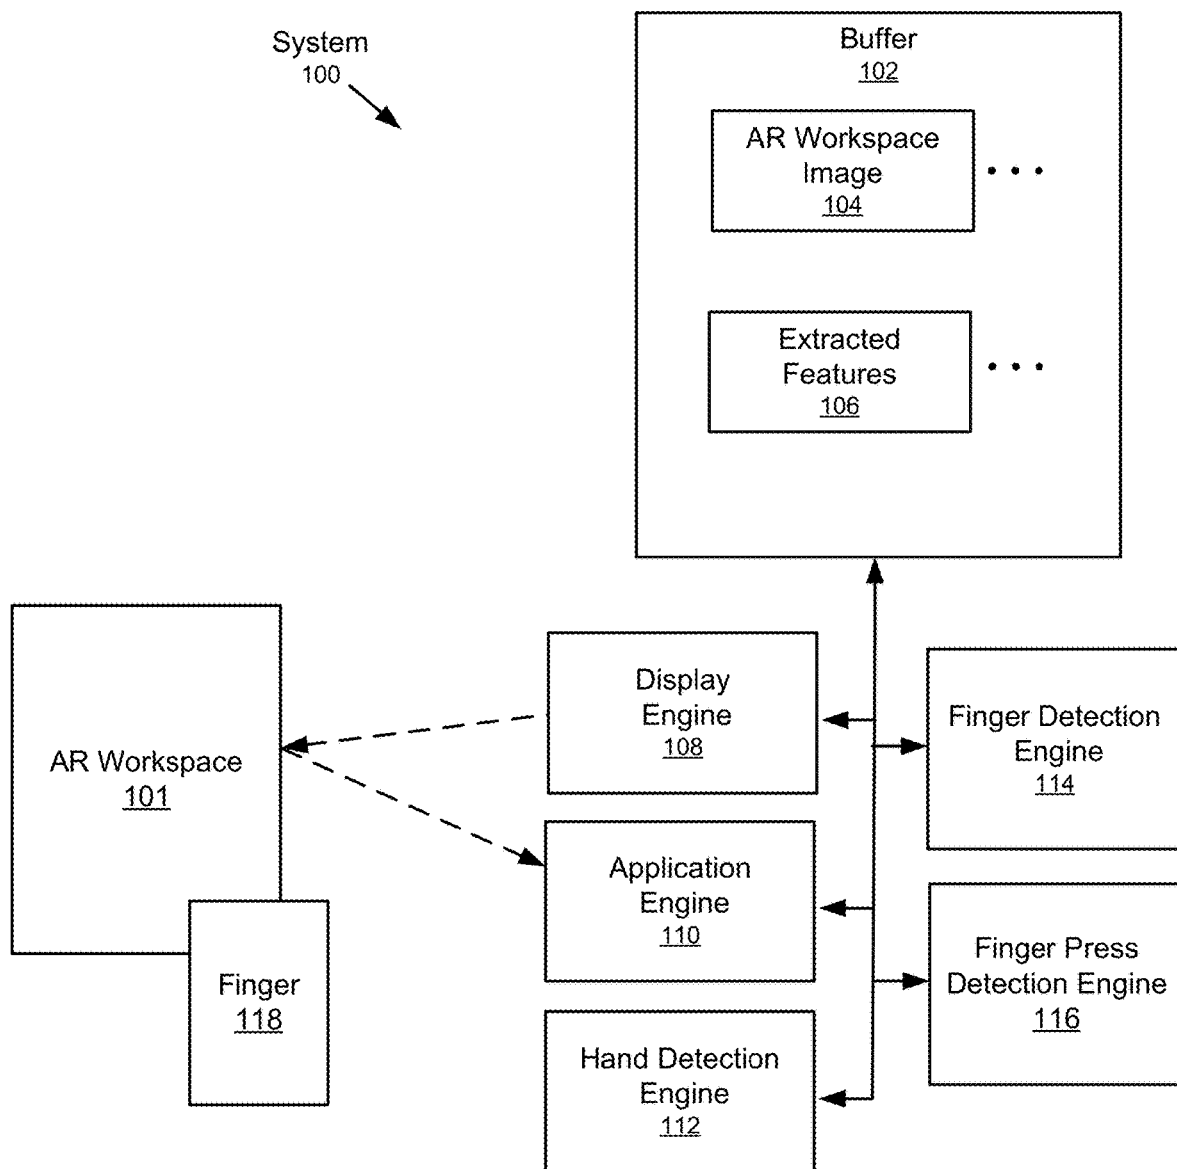 System
100
Buffer
102
AR Workspace
Image
104
Extracted
Features
106
AR Workspace
101
Finger
118
Display
Engine
108
Application
Engine
110
Hand Detection
Engine
112
Finger Detection
Engine
114
Finger Press
Detection Engine
116